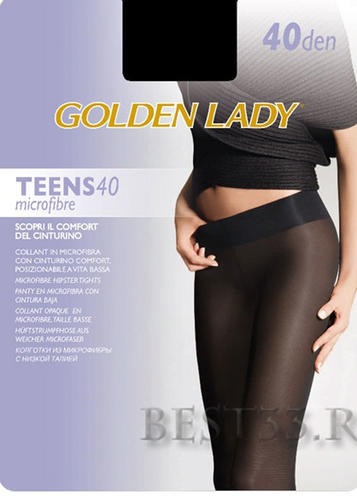 40den
GOLDEN LADY
TEENS40
microfibre
SCOPRI IL COMFORT
DEL CINTURINO
COLLANT IN MICROFIBRA
CON CINTURINO COMFORT,
POSIZIONABILE A VITA BASSA
MICROFIBRE HIPSTER TIGHTS
PANTY EN MICROFIBRA CON
CINTURA BAJA
COLLANT OPAQUE EN
MICROFIBRE, TAILLE BASSE
HÜFTSTRUMPFHOSE AUS
WEICHER MICROFASER
КОЛГОТКИ ИЗ МИКРОФИБРЫ
С НИЗКОЙ ТАЛИЕЙ
BEST33.R